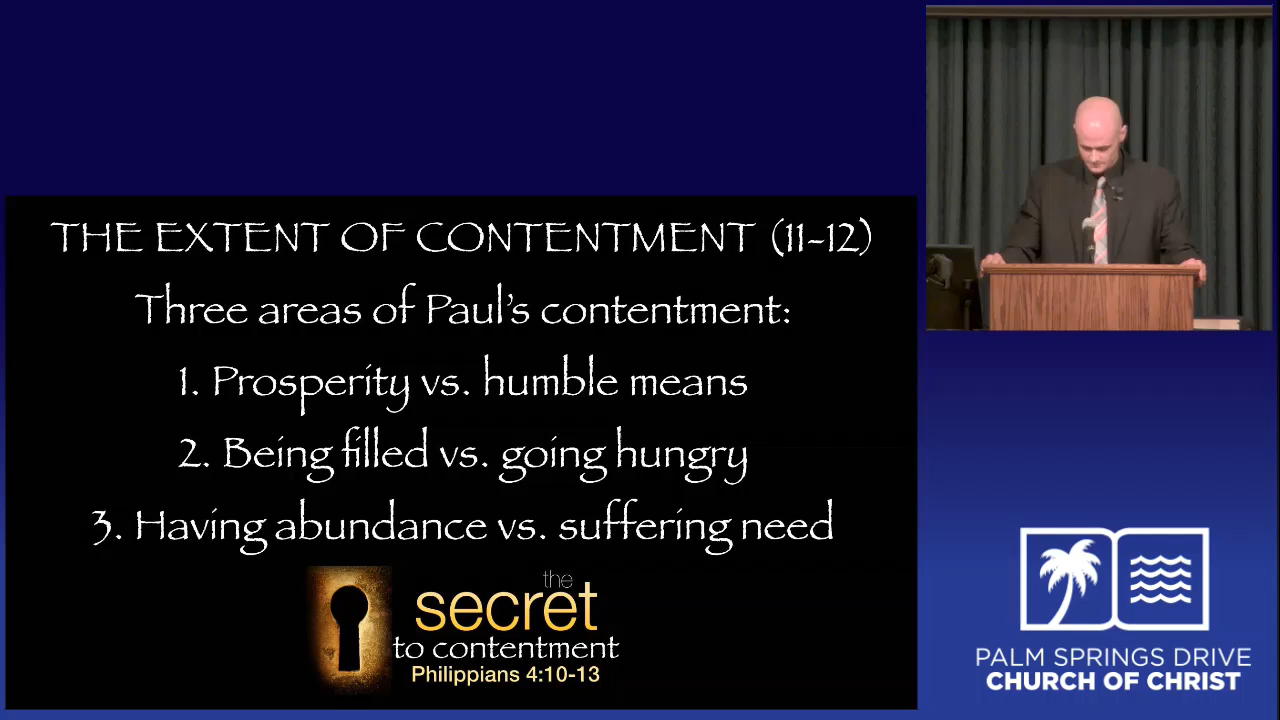 THE EXTENT OF CONTENTMENT (11-12)
Three areas of Paul's contentment:
1. Prosperity vs. humble means
2. Being filled vs. going hungry
3. Having abundance vs. suffering need
the
secret
to contentment
Philippians 4:10-13
PALM SPRINGS DRIVE
CHURCH OF CHRIST